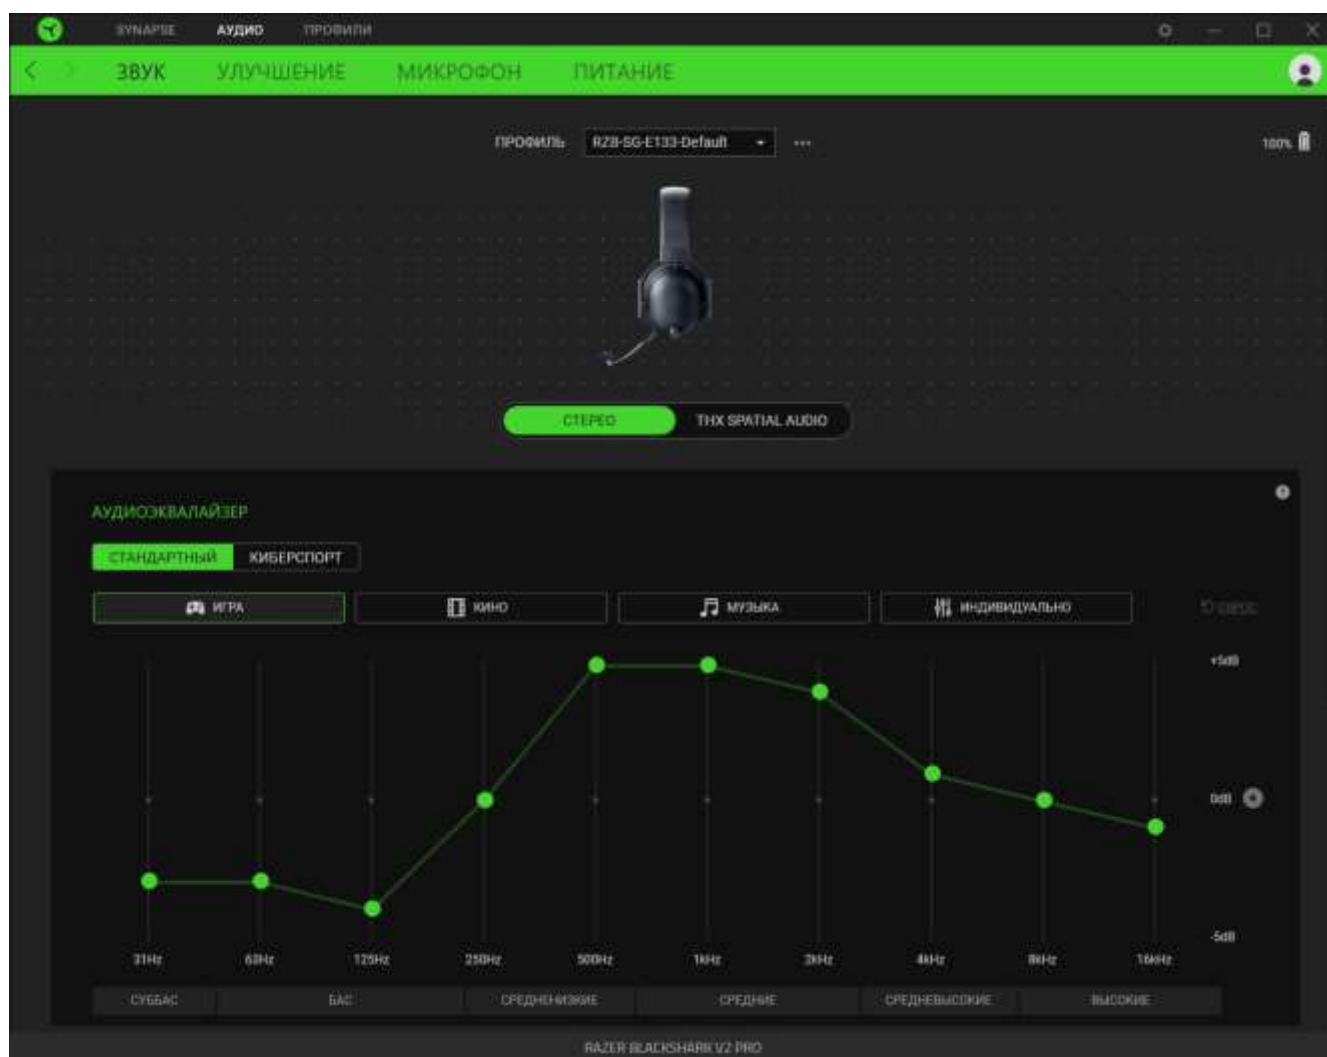 SYNAPSE АУДИО ПРОФИЛИ
ЗВУК УЛУЧШЕНИЕ МИКРОФОН ПИТАНИЕ
ПРОФИЛЬ RZ8-SG-E133-Default ... 100%
СТЕРЕО THX SPATIAL AUDIO
АУДИОЭКВАЛАЙЗЕР
СТАНДАРТНЫЙ КИБЕРСПОРТ
ИГРА КИНО МУЗЫКА ИНДИВИДУАЛЬНО СБРОС
+5dB
0dB
-5dB
31Hz 63Hz 125Hz 250Hz 500Hz 1kHz 2kHz 4kHz 8kHz 16kHz
СУББАС БАС СРЕДНЕНИЗКИЕ СРЕДНИЕ СРЕДНЕВЫСОКИЕ ВЫСОКИЕ
RAZER BLACKSHARK V2 PRO